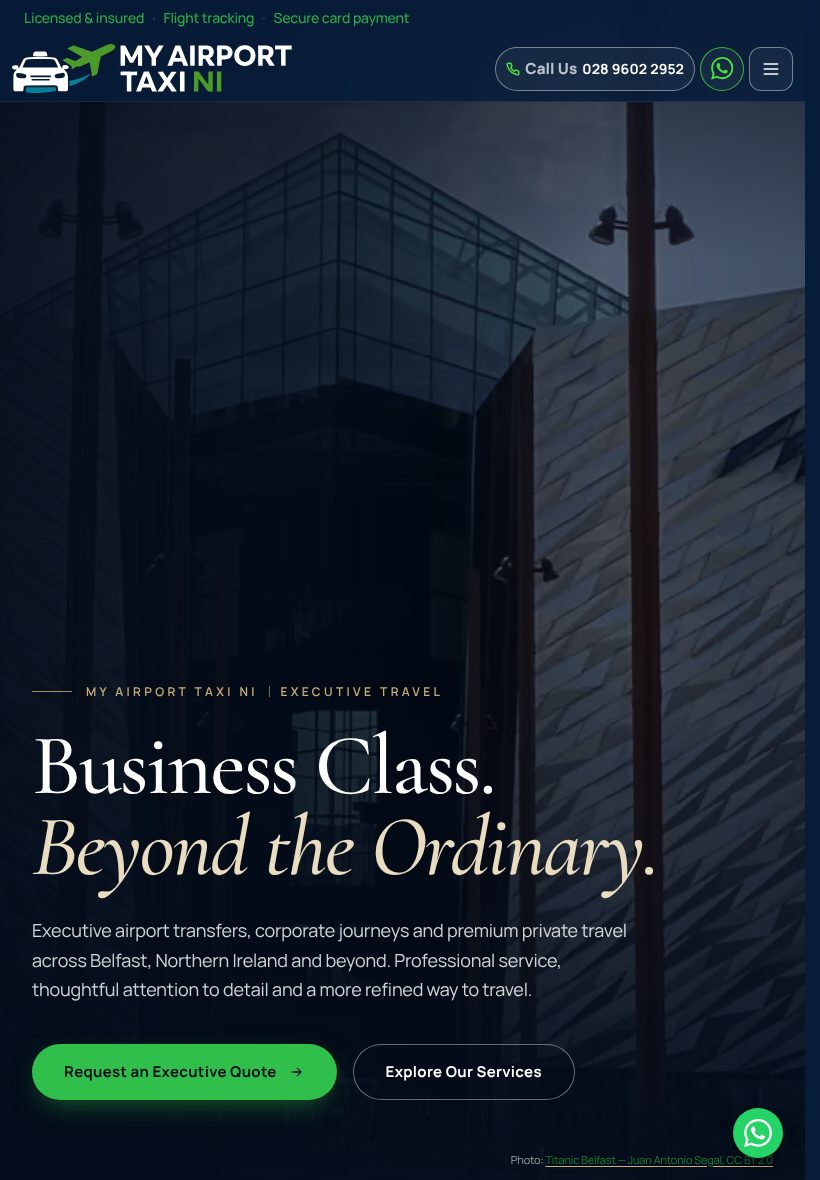 Licensed & insured · Flight tracking · Secure card payment
MY AIRPORT
TAXI NI
Call Us 028 9602 2952
MY AIRPORT TAXI NI | EXECUTIVE TRAVEL
Business Class.
Beyond the Ordinary.
Executive airport transfers, corporate journeys and premium private travel
across Belfast, Northern Ireland and beyond. Professional service,
thoughtful attention to detail and a more refined way to travel.
Request an Executive Quote →
Explore Our Services
Photo: Titanic Belfast — Juan Antonio Segal, CC BY 2.0